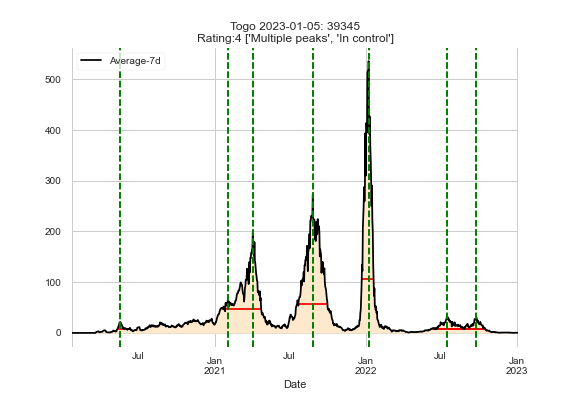 Togo 2023-01-05: 39345
Rating:4 ['Multiple peaks', 'In control']
Average-7d
500
400
300
200
100
0
Jul
Jan
2021
Jul
Jan
2022
Jul
Jan
2023
Date